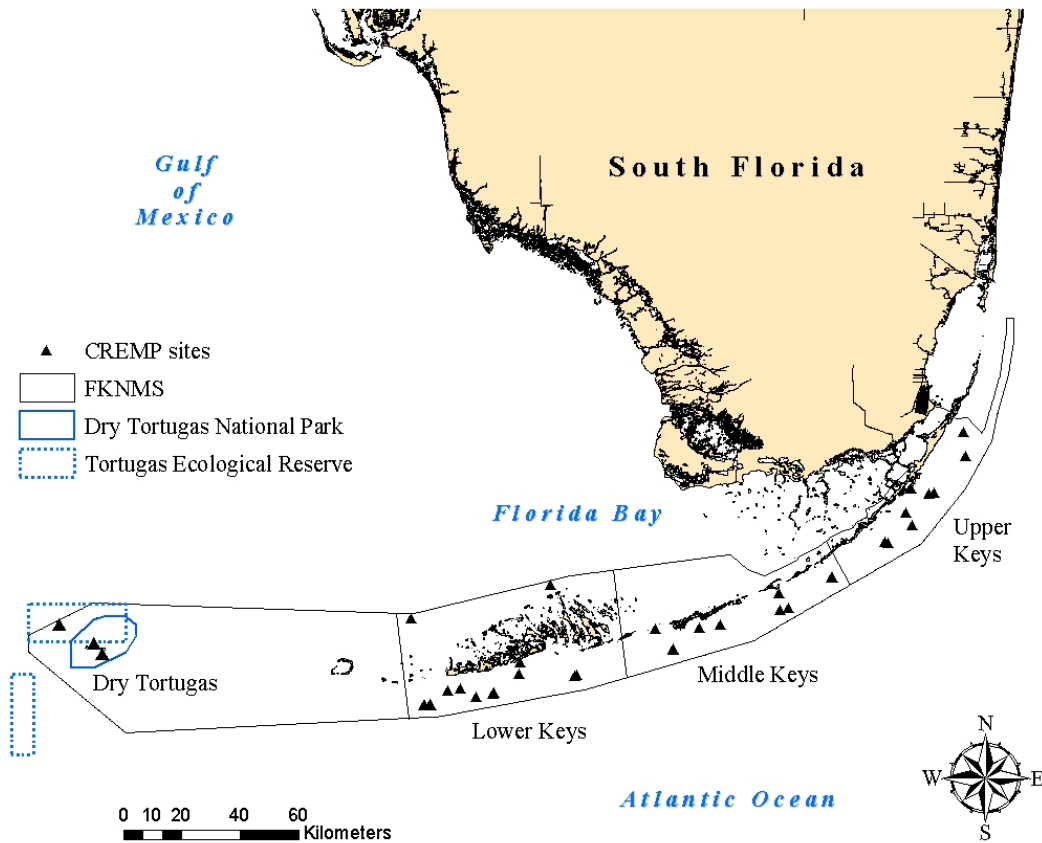 South Florida
Gulf
of
Mexico
CREMP sites
FKNMS
Dry Tortugas National Park
Tortugas Ecological Reserve
Florida Bay
Upper
Keys
Dry Tortugas
Middle Keys
Lower Keys
N
W E
S
Atlantic Ocean
0 10 20 40 60
Kilometers